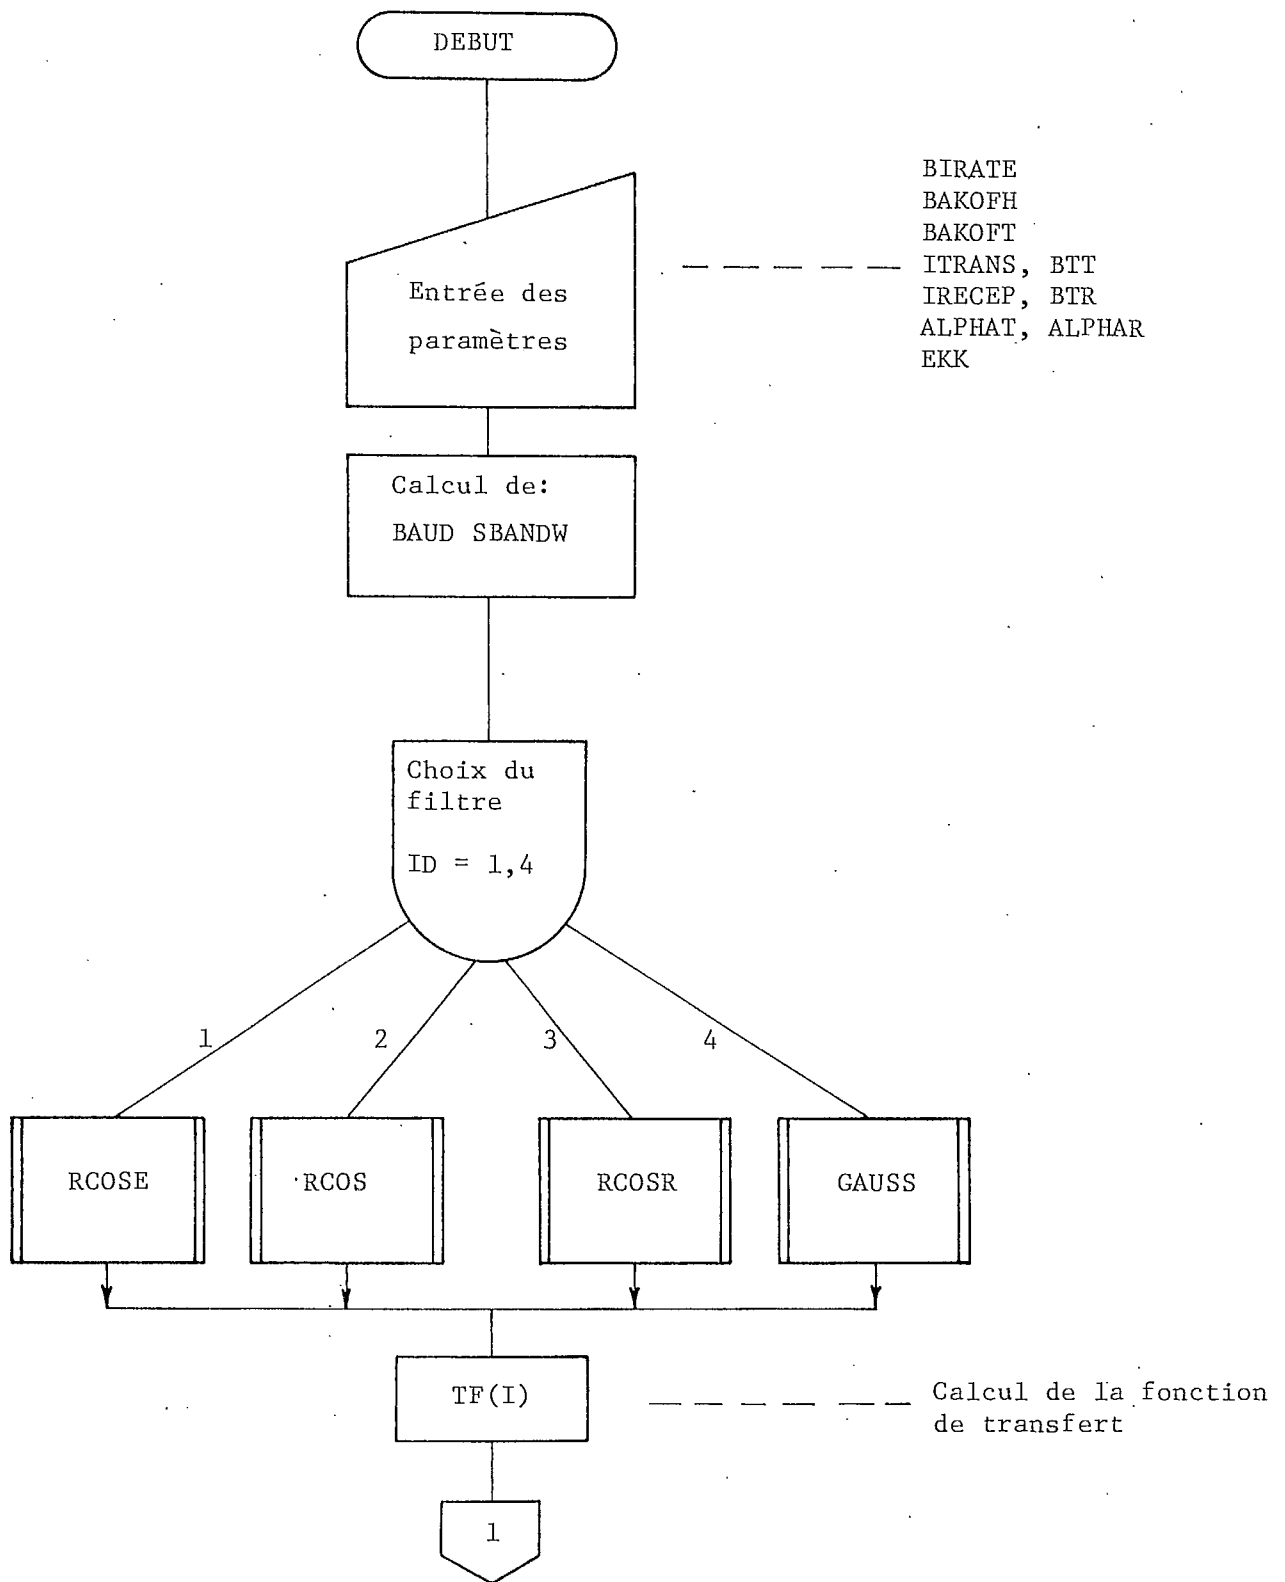 DEBUT
BIRATE
BAKOFH
BAKOFT
ITRANS, BTT
IRECEP, BTR
ALPHAT, ALPHAR
EKK
Entrée des
paramètres
Calcul de:
BAUD SBANDW
Choix du
filtre
ID = 1,4
1 2 3 4
RCOSE RCOS RCOSR GAUSS
TF(I)
Calcul de la fonction
de transfert
1